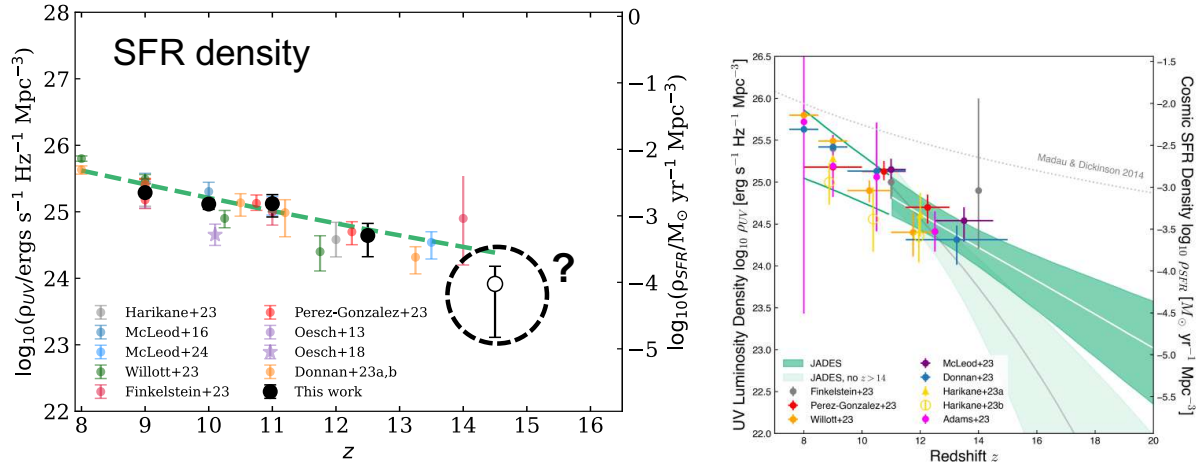 SFR density
log₁₀(ρUV/ergs s⁻¹ Hz⁻¹ Mpc⁻³)
28
27
26
25
24
23
22
8
9
10
11
12
13
14
15
16
z
0
−1
−2
−3
−4
−5
log₁₀(ρSFR/M⊙ yr⁻¹ Mpc⁻³)
?
Harikane+23
McLeod+16
McLeod+24
Willott+23
Finkelstein+23
Perez-Gonzalez+23
Oesch+13
Oesch+18
Donnan+23a,b
This work
UV Luminosity Density log₁₀ ρUV [erg s⁻¹ Hz⁻¹ Mpc⁻³]
26.5
26.0
25.5
25.0
24.5
24.0
23.5
23.0
22.5
22.0
8
10
12
14
16
18
20
Redshift z
−1.5
−2.0
−2.5
−3.0
−3.5
−4.0
−4.5
−5.0
−5.5
Cosmic SFR Density log₁₀ ρSFR [M⊙ yr⁻¹ Mpc⁻³]
Madau & Dickinson 2014
JADES
JADES, no z > 14
Finkelstein+23
Perez-Gonzalez+23
Willott+23
McLeod+23
Donnan+23
Harikane+23a
Harikane+23b
Adams+23